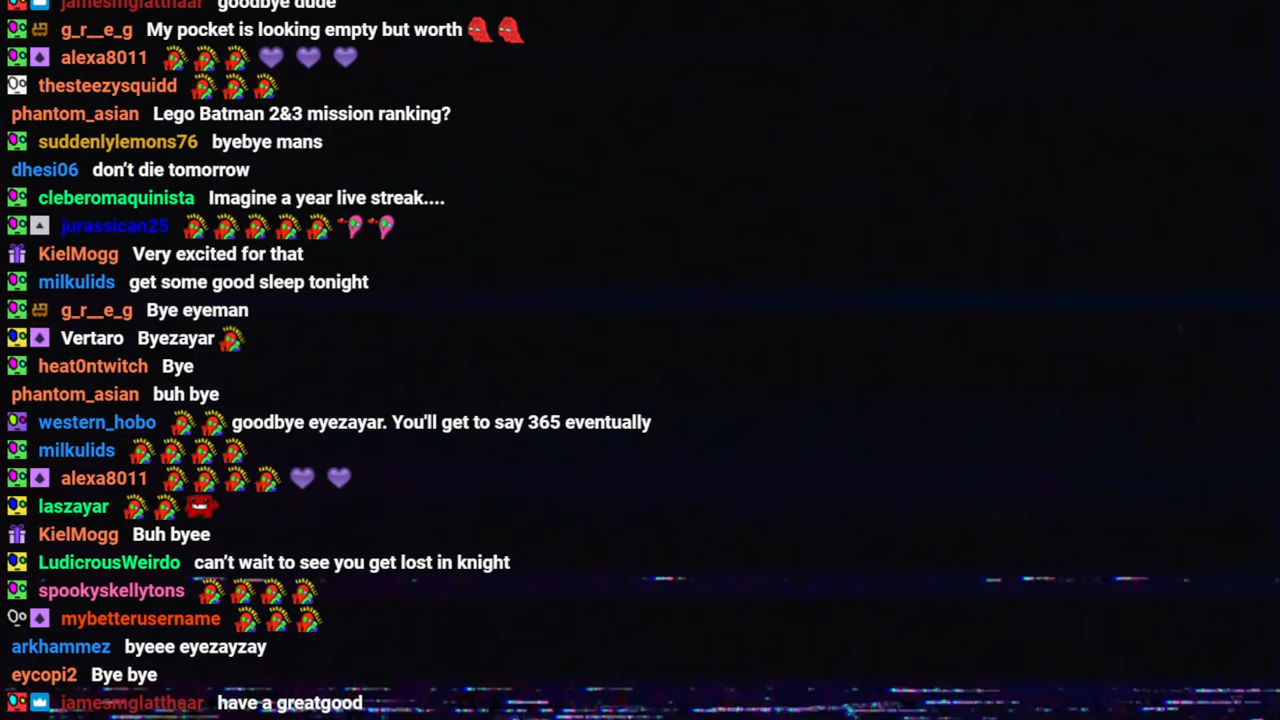 jamesmglatthaar goodbye dude
g_r__e_g My pocket is looking empty but worth
alexa8011
thesteezysquidd
phantom_asian Lego Batman 2&3 mission ranking?
suddenlylemons76 byebye mans
dhesi06 don’t die tomorrow
cleberomaquinista Imagine a year live streak....
jurassican25
KielMogg Very excited for that
milkulids get some good sleep tonight
g_r__e_g Bye eyeman
Vertaro Byezayar
heat0ntwitch Bye
phantom_asian buh bye
western_hobo goodbye eyezayar. You'll get to say 365 eventually
milkulids
alexa8011
laszayar
KielMogg Buh byee
LudicrousWeirdo can’t wait to see you get lost in knight
spookyskellytons
mybetterusername
arkhammez byeee eyezayzay
eycopi2 Bye bye
jamesmglatthaar have a greatgood